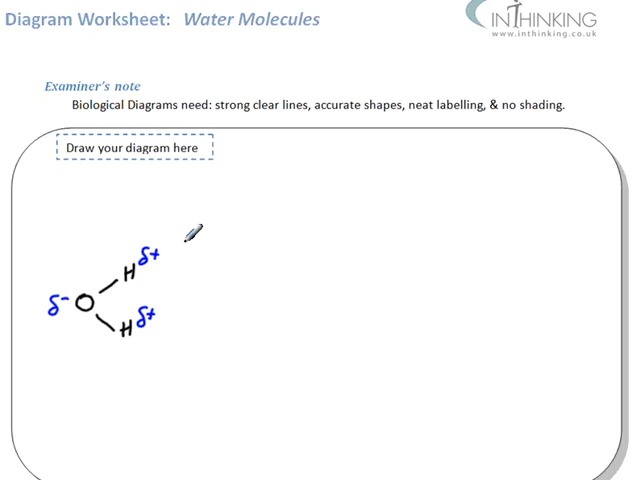 Diagram Worksheet: Water Molecules
INTHINKING
www.inthinking.co.uk
Examiner's note
Biological Diagrams need: strong clear lines, accurate shapes, neat labelling, & no shading.
Draw your diagram here
H δ+
δ- O
H δ+